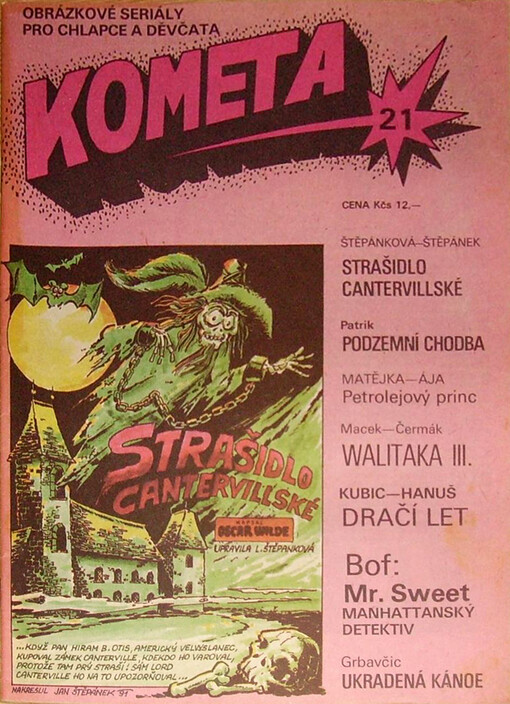 OBRÁZKOVÉ SERIÁLY
PRO CHLAPCE A DĚVČATA
KOMETA
21
CENA Kčs 12,—
ŠTĚPÁNKOVÁ—ŠTĚPÁNEK
STRAŠIDLO
CANTERVILLSKÉ
Patrik
PODZEMNÍ CHODBA
MATĚJKA—ÁJA
Petrolejový princ
Macek—Čermák
WALITAKA III.
KUBIC—HANUŠ
DRAČÍ LET
Bof:
Mr. Sweet
MANHATTANSKÝ
DETEKTIV
Grbavčic
UKRADENÁ KÁNOE
STRAŠIDLO
CANTERVILLSKÉ
NAPSAL
OSCAR WILDE
UPRAVILA L. ŠTĚPÁNKOVÁ
...KDYŽ PAN HIRAM B. OTIS, AMERICKÝ VELVYSLANEC,
KUPOVAL ZÁMEK CANTERVILLE, KDEKDO HO VAROVAL,
PROTOŽE TAM PRÝ STRAŠÍ; SÁM LORD
CANTERVILLE HO NA TO UPOZORŇOVAL...
NAKRESLIL JAN ŠTĚPÁNEK 91